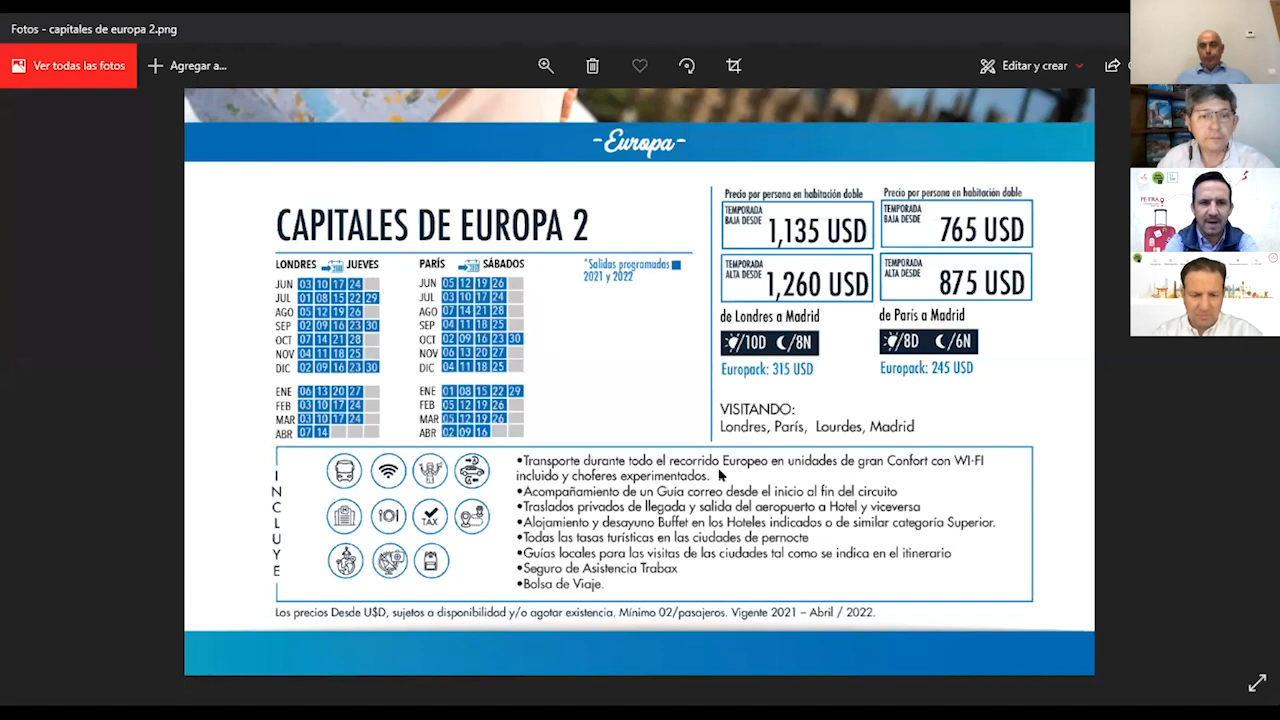 Fotos - capitales de europa 2.png
Ver todas las fotos
Agregar a...
Editar y crear
-Europa-
CAPITALES DE EUROPA 2
LONDRES JUEVES
JUN 03 10 17 24
JUL 01 08 15 22 29
AGO 05 12 19 26
SEP 02 09 16 23 30
OCT 07 14 21 28
NOV 04 11 18 25
DIC 02 09 16 23 30
ENE 06 13 20 27
FEB 03 10 17 24
MAR 03 10 17 24
ABR 07 14
PARÍS SÁBADOS
JUN 05 12 19 26
JUL 03 10 17 24
AGO 07 14 21 28
SEP 04 11 18 25
OCT 02 09 16 23 30
NOV 06 13 20 27
DIC 04 11 18 25
ENE 01 08 15 22 29
FEB 05 12 19 26
MAR 05 12 19 26
ABR 02 09 16
*Salidas programadas
2021 y 2022
Precio por persona en habitación doble
TEMPORADA
BAJA DESDE
1,135 USD
TEMPORADA
ALTA DESDE
1,260 USD
de Londres a Madrid
/10D /8N
Europack: 315 USD
Precio por persona en habitación doble
TEMPORADA
BAJA DESDE
765 USD
TEMPORADA
ALTA DESDE
875 USD
de París a Madrid
/8D /6N
Europack: 245 USD
VISITANDO:
Londres, París, Lourdes, Madrid
INCLUYE
TAX
•Transporte durante todo el recorrido Europeo en unidades de gran Confort con WI-FI
incluido y choferes experimentados.
•Acompañamiento de un Guía correo desde el inicio al fin del circuito
•Traslados privados de llegada y salida del aeropuerto a Hotel y viceversa
•Alojamiento y desayuno Buffet en los Hoteles indicados o de similar categoría Superior.
•Todas las tasas turísticas en las ciudades de pernocte
•Guías locales para las visitas de las ciudades tal como se indica en el itinerario
•Seguro de Asistencia Trabax
•Bolsa de Viaje.
Los precios Desde U$D, sujetos a disponibilidad y/o agotar existencia. Mínimo 02/pasajeros. Vigente 2021 – Abril / 2022.